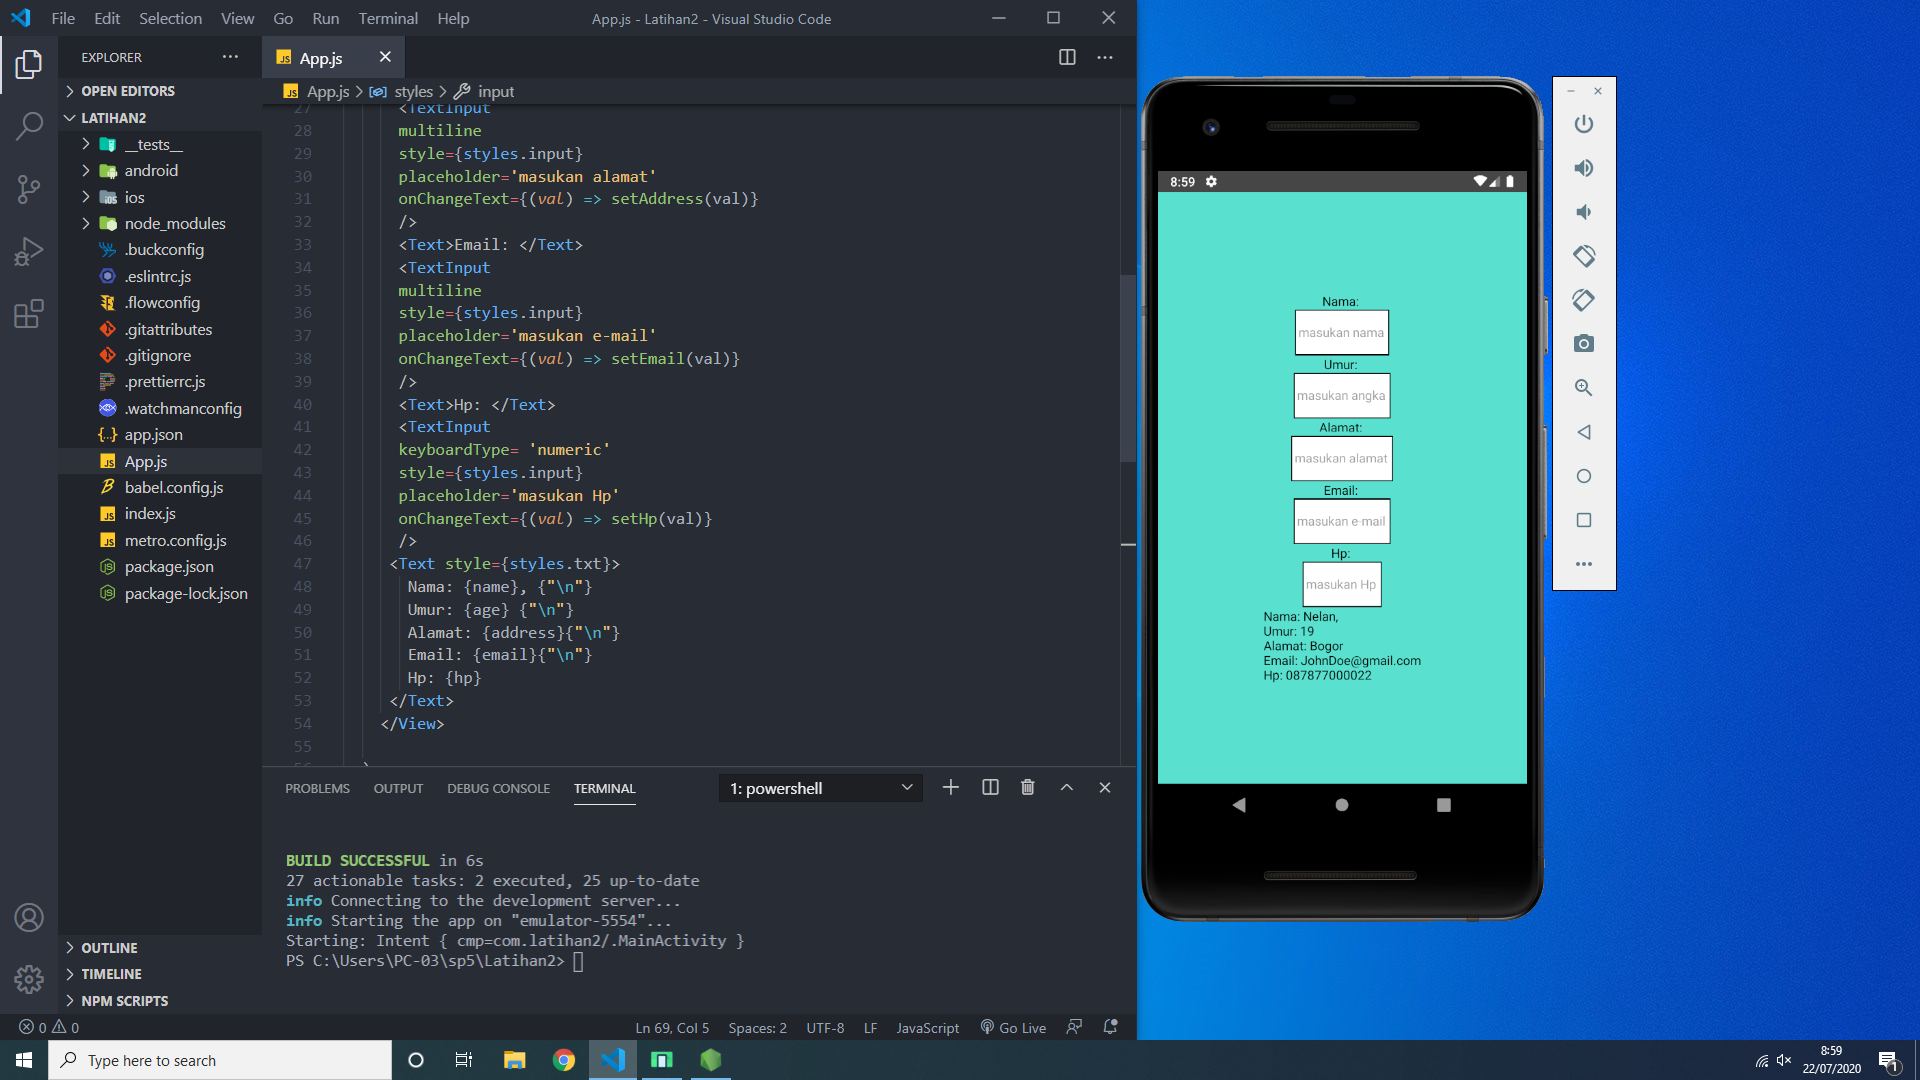 File Edit Selection View Go Run Terminal Help
App.js - Latihan2 - Visual Studio Code
EXPLORER
OPEN EDITORS
LATIHAN2
__tests__
android
ios
node_modules
.buckconfig
.eslintrc.js
.flowconfig
.gitattributes
.gitignore
.prettierrc.js
.watchmanconfig
app.json
App.js
babel.config.js
index.js
metro.config.js
package.json
package-lock.json
OUTLINE
TIMELINE
NPM SCRIPTS
App.js
App.js > styles > input
27 <TextInput
28 multiline
29 style={styles.input}
30 placeholder='masukan alamat'
31 onChangeText={(val) => setAddress(val)}
32 />
33 <Text>Email: </Text>
34 <TextInput
35 multiline
36 style={styles.input}
37 placeholder='masukan e-mail'
38 onChangeText={(val) => setEmail(val)}
39 />
40 <Text>Hp: </Text>
41 <TextInput
42 keyboardType= 'numeric'
43 style={styles.input}
44 placeholder='masukan Hp'
45 onChangeText={(val) => setHp(val)}
46 />
47 <Text style={styles.txt}>
48 Nama: {name}, {"\n"}
49 Umur: {age} {"\n"}
50 Alamat: {address}{"\n"}
51 Email: {email}{"\n"}
52 Hp: {hp}
53 </Text>
54 </View>
55
PROBLEMS OUTPUT DEBUG CONSOLE TERMINAL
1: powershell
BUILD SUCCESSFUL in 6s
27 actionable tasks: 2 executed, 25 up-to-date
info Connecting to the development server...
info Starting the app on "emulator-5554"...
Starting: Intent { cmp=com.latihan2/.MainActivity }
PS C:\Users\PC-03\sp5\Latihan2>
0 0
Ln 69, Col 5 Spaces: 2 UTF-8 LF JavaScript Go Live
8:59
Nama:
masukan nama
Umur:
masukan angka
Alamat:
masukan alamat
Email:
masukan e-mail
Hp:
masukan Hp
Nama: Nelan,
Umur: 19
Alamat: Bogor
Email: JohnDoe@gmail.com
Hp: 087877000022
Type here to search
8:59
22/07/2020
1